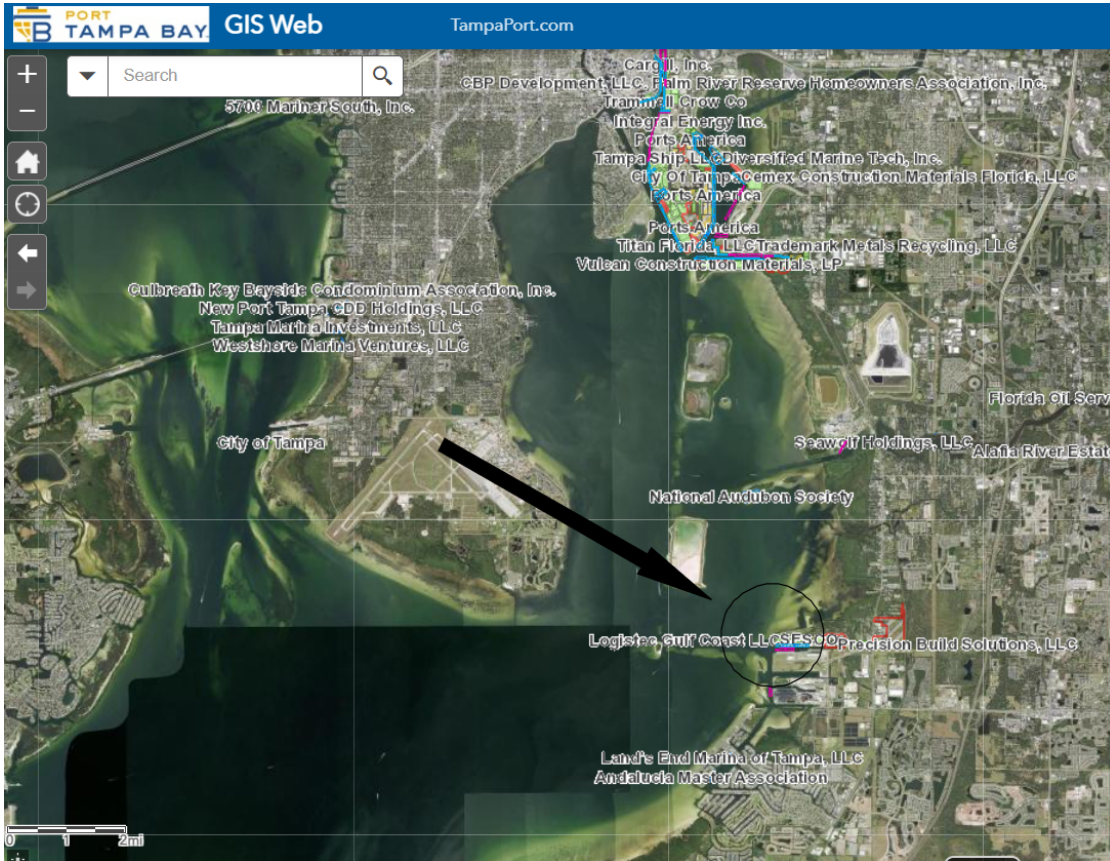 PORT
TAMPA BAY
GIS Web
TampaPort.com
Search
Cargill, Inc.
CBP Development, LLC, Palm River Reserve Homeowners Association, Inc.
5700 Mariner South, Inc.
Trammell Crow Co
Integral Energy Inc.
Ports America
Tampa Ship LLC Diversified Marine Tech, Inc.
City Of Tampa Cemex Construction Materials Florida, LLC
Ports America
Ports America
Titan Florida, LLC Trademark Metals Recycling, LLC
Vulcan Construction Materials, LP
Culbreath Key Bayside Condominium Association, Inc.
New Port Tampa CDD Holdings, LLC
Tampa Marina Investments, LLC
Westshore Marina Ventures, LLC
Florida Oil Serv
City of Tampa
Seawolf Holdings, LLC
Alafia River Estat
National Audubon Society
Logistec Gulf Coast LLC SESCO Precision Build Solutions, LLC
Land's End Marina of Tampa, LLC
Andalucia Master Association
0 1 2mi